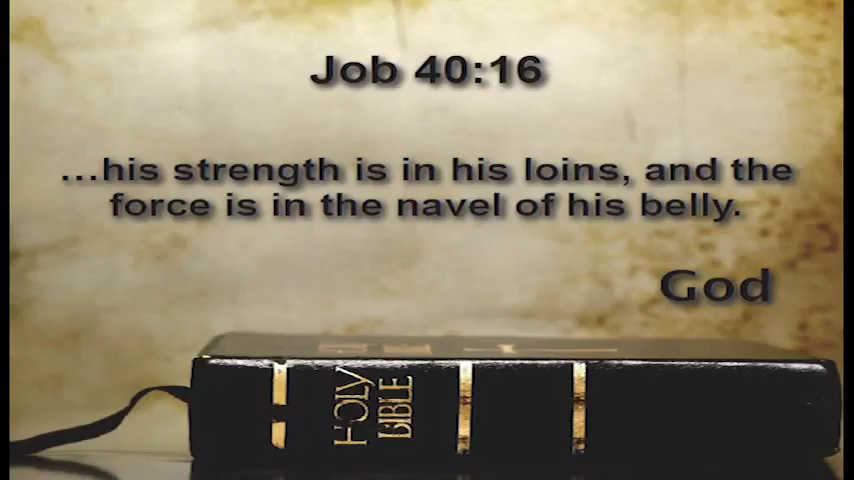 Job 40:16
...his strength is in his loins, and the
force is in the navel of his belly.
God
HOLY
BIBLE